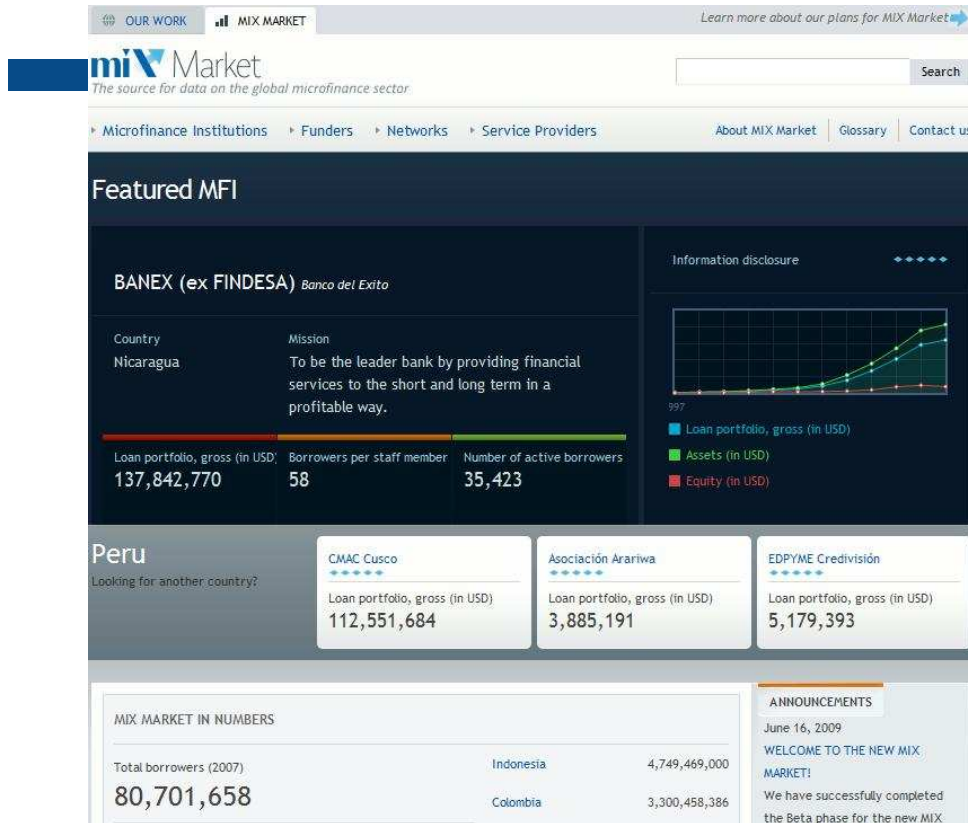 OUR WORK
MIX MARKET
Learn more about our plans for MIX Market
mix Market
The source for data on the global microfinance sector
Search
Microfinance Institutions
Funders
Networks
Service Providers
About MIX Market
Glossary
Contact us
Featured MFI
BANEX (ex FINDESA) Banco del Exito
Information disclosure
Country
Nicaragua
Mission
To be the leader bank by providing financial
services to the short and long term in a
profitable way.
997
Loan portfolio, gross (in USD)
Assets (in USD)
Equity (in USD)
Loan portfolio, gross (in USD)
137,842,770
Borrowers per staff member
58
Number of active borrowers
35,423
Peru
Looking for another country?
CMAC Cusco
Loan portfolio, gross (in USD)
112,551,684
Asociación Arariwa
Loan portfolio, gross (in USD)
3,885,191
EDPYME Credivisión
Loan portfolio, gross (in USD)
5,179,393
MIX MARKET IN NUMBERS
Total borrowers (2007)
80,701,658
Indonesia 4,749,469,000
Colombia 3,300,458,386
ANNOUNCEMENTS
June 16, 2009
WELCOME TO THE NEW MIX
MARKET!
We have successfully completed
the Beta phase for the new MIX